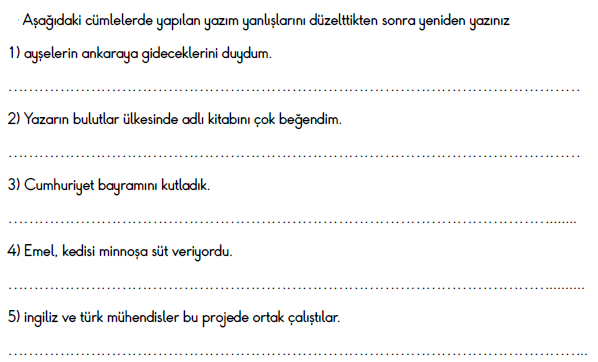 Aşağıdaki cümlelerde yapılan yazım yanlışlarını düzelttikten sonra yeniden yazınız
1) ayşelerin ankaraya gideceklerini duydum.
……………………………………………………………………………………………
2) Yazarın bulutlar ülkesinde adlı kitabını çok beğendim.
……………………………………………………………………………………………
3) Cumhuriyet bayramını kutladık.
………………………………………………………………………………………........
4) Emel, kedisi minnoşa süt veriyordu.
……………………………………………………………………………………….........
5) ingiliz ve türk mühendisler bu projede ortak çalıştılar.
……………………………………………………………………………………………..